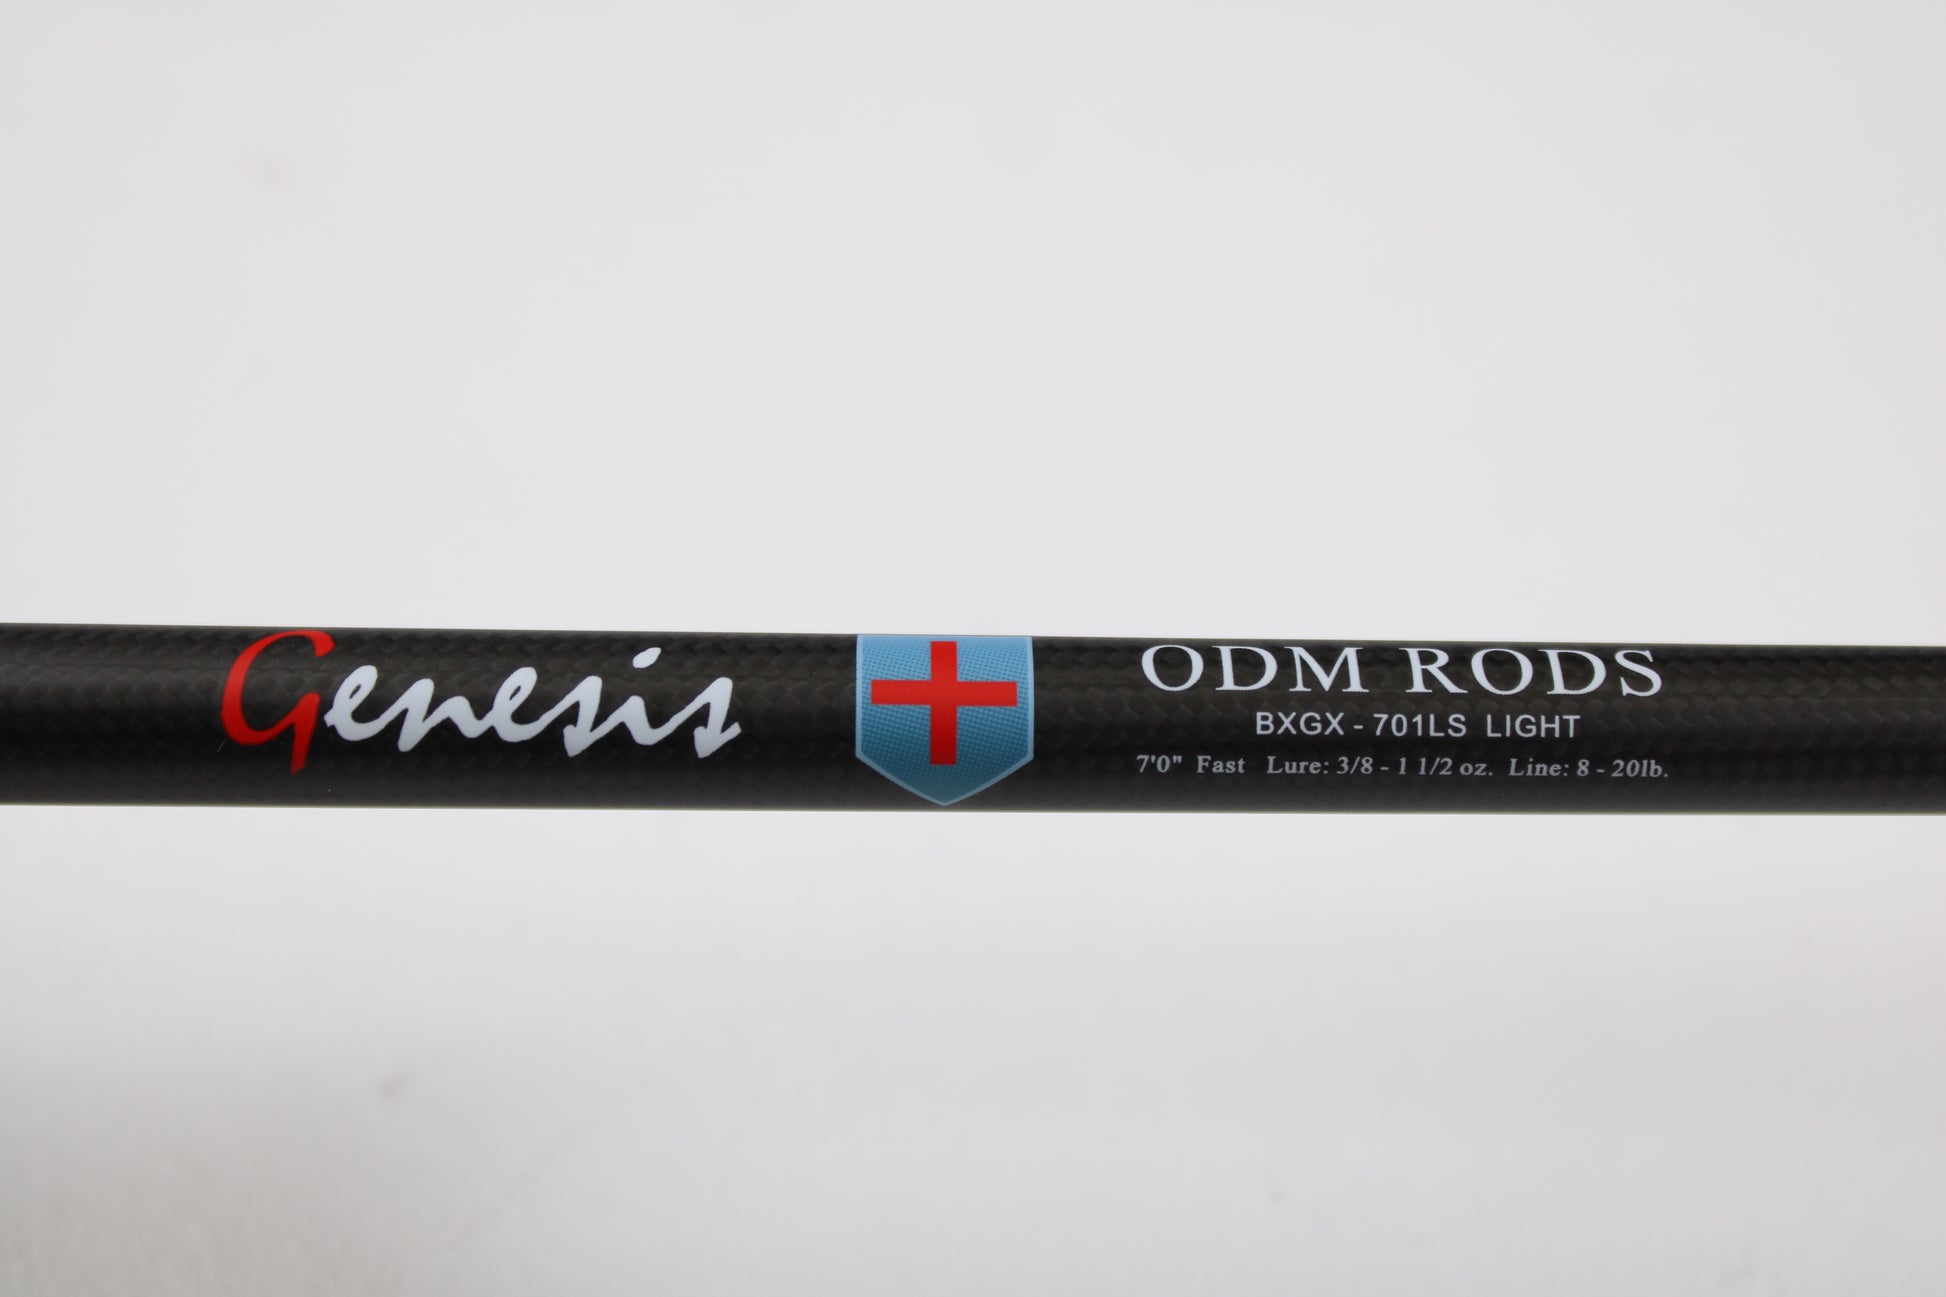 Genesis
ODM RODS
BXGX - 701LS LIGHT
7'0" Fast Lure: 3/8 - 1 1/2 oz. Line: 8 - 20lb.